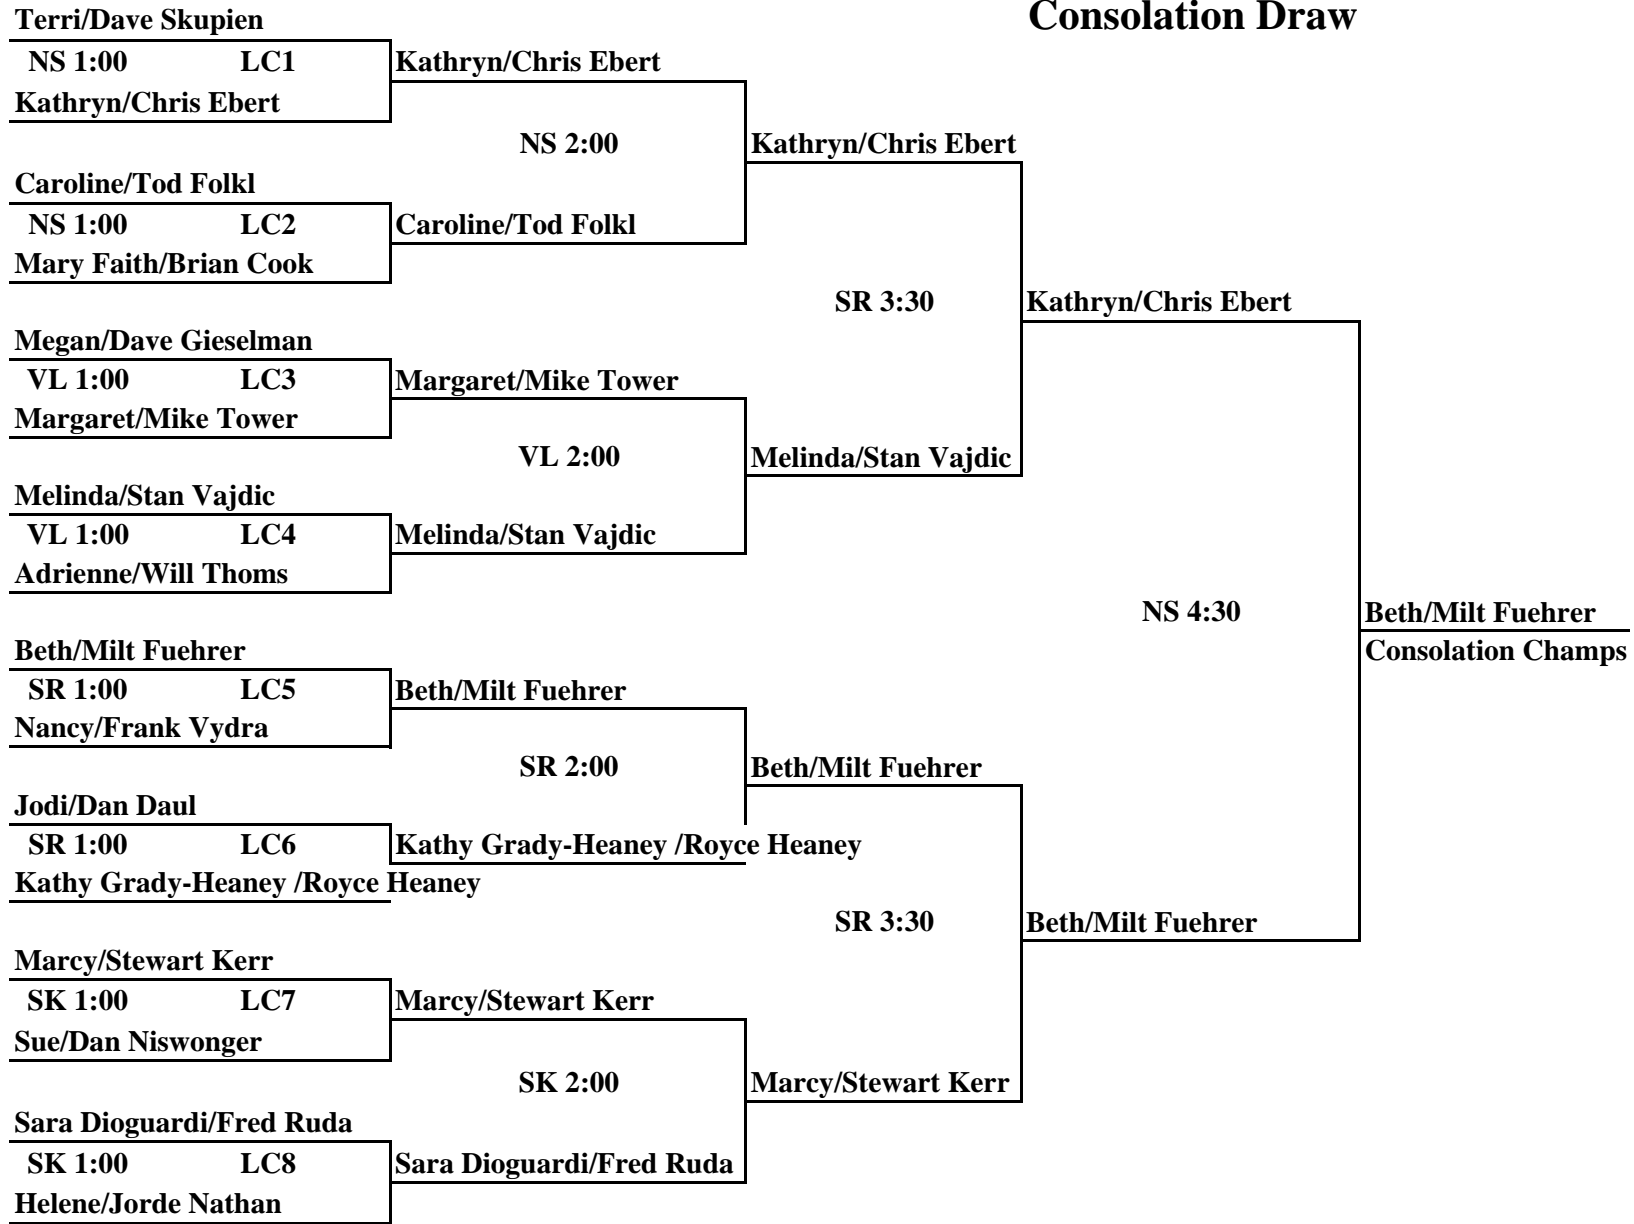 Consolation Draw
Terri/Dave Skupien
NS 1:00 LC1 Kathryn/Chris Ebert
Kathryn/Chris Ebert
NS 2:00 Kathryn/Chris Ebert
Caroline/Tod Folkl
NS 1:00 LC2 Caroline/Tod Folkl
Mary Faith/Brian Cook
SR 3:30 Kathryn/Chris Ebert
Megan/Dave Gieselman
VL 1:00 LC3 Margaret/Mike Tower
Margaret/Mike Tower
VL 2:00 Melinda/Stan Vajdic
Melinda/Stan Vajdic
VL 1:00 LC4 Melinda/Stan Vajdic
Adrienne/Will Thoms
NS 4:30 Beth/Milt Fuehrer
Beth/Milt Fuehrer Consolation Champs
SR 1:00 LC5 Beth/Milt Fuehrer
Nancy/Frank Vydra
SR 2:00 Beth/Milt Fuehrer
Jodi/Dan Daul
SR 1:00 LC6 Kathy Grady-Heaney /Royce Heaney
Kathy Grady-Heaney /Royce Heaney
SR 3:30 Beth/Milt Fuehrer
Marcy/Stewart Kerr
SK 1:00 LC7 Marcy/Stewart Kerr
Sue/Dan Niswonger
SK 2:00 Marcy/Stewart Kerr
Sara Dioguardi/Fred Ruda
SK 1:00 LC8 Sara Dioguardi/Fred Ruda
Helene/Jorde Nathan